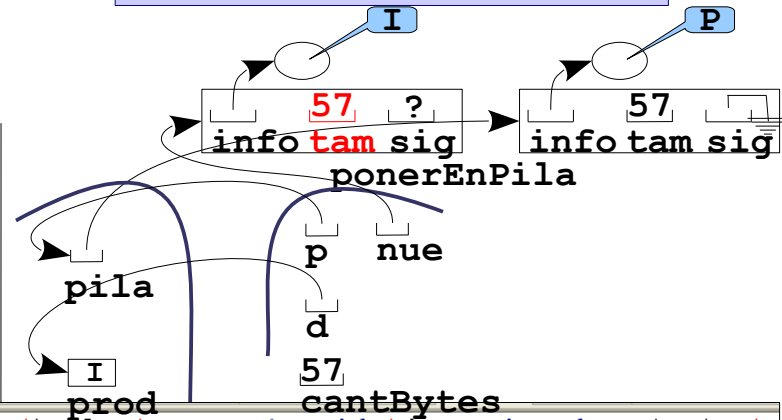 I
P
57 ?
57
info tam sig
info tam sig
ponerEnPila
p nue
pila
d
I
57
prod
cantBytes